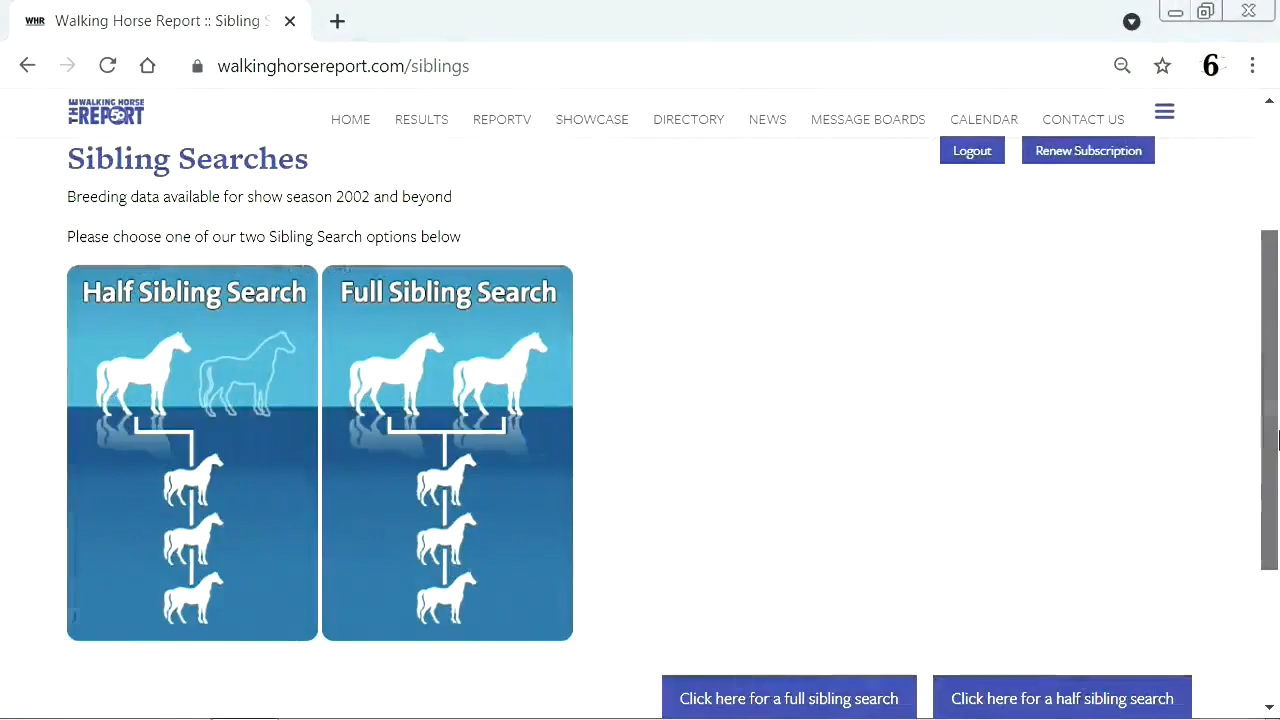 WHR Walking Horse Report :: Sibling S
walkinghorsereport.com/siblings
6
THE WALKING HORSE REPORT 50
HOME RESULTS REPORTV SHOWCASE DIRECTORY NEWS MESSAGE BOARDS CALENDAR CONTACT US
Logout Renew Subscription
Sibling Searches
Breeding data available for show season 2002 and beyond
Please choose one of our two Sibling Search options below
Half Sibling Search
Full Sibling Search
Click here for a full sibling search
Click here for a half sibling search